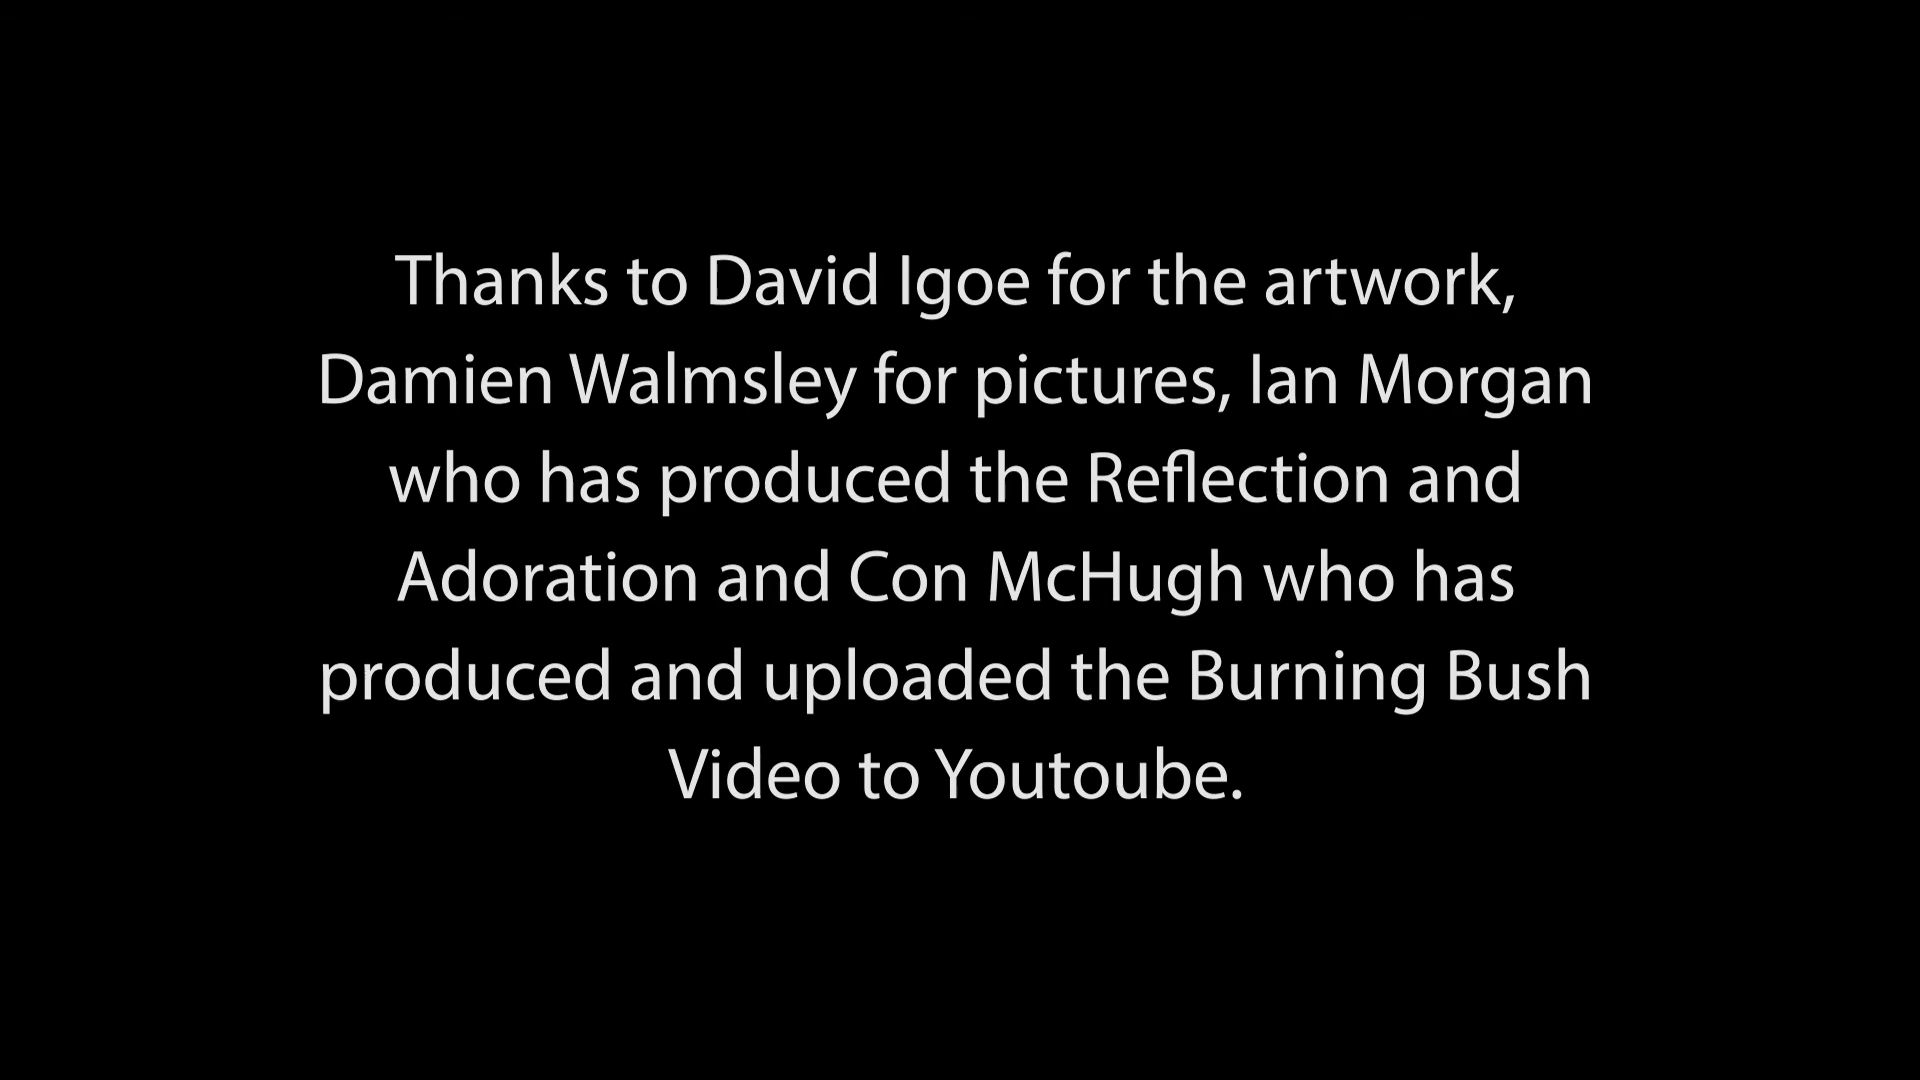 Thanks to David Igoe for the artwork,
Damien Walmsley for pictures, Ian Morgan
who has produced the Reflection and
Adoration and Con McHugh who has
produced and uploaded the Burning Bush
Video to Youtoube.